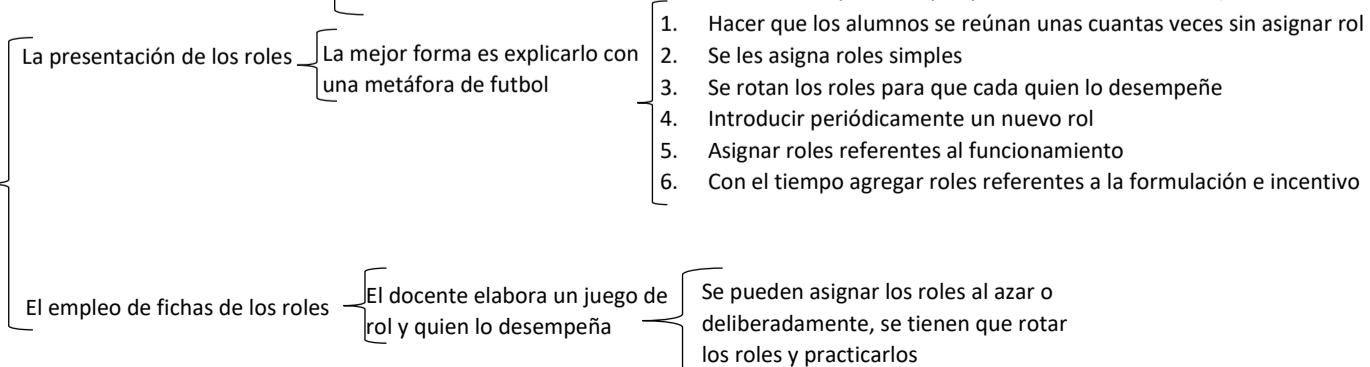 La presentación de los roles
La mejor forma es explicarlo con
una metáfora de futbol
1. Hacer que los alumnos se reúnan unas cuantas veces sin asignar rol
2. Se les asigna roles simples
3. Se rotan los roles para que cada quien lo desempeñe
4. Introducir periódicamente un nuevo rol
5. Asignar roles referentes al funcionamiento
6. Con el tiempo agregar roles referentes a la formulación e incentivo
El empleo de fichas de los roles
El docente elabora un juego de
rol y quien lo desempeña
Se pueden asignar los roles al azar o
deliberadamente, se tienen que rotar
los roles y practicarlos